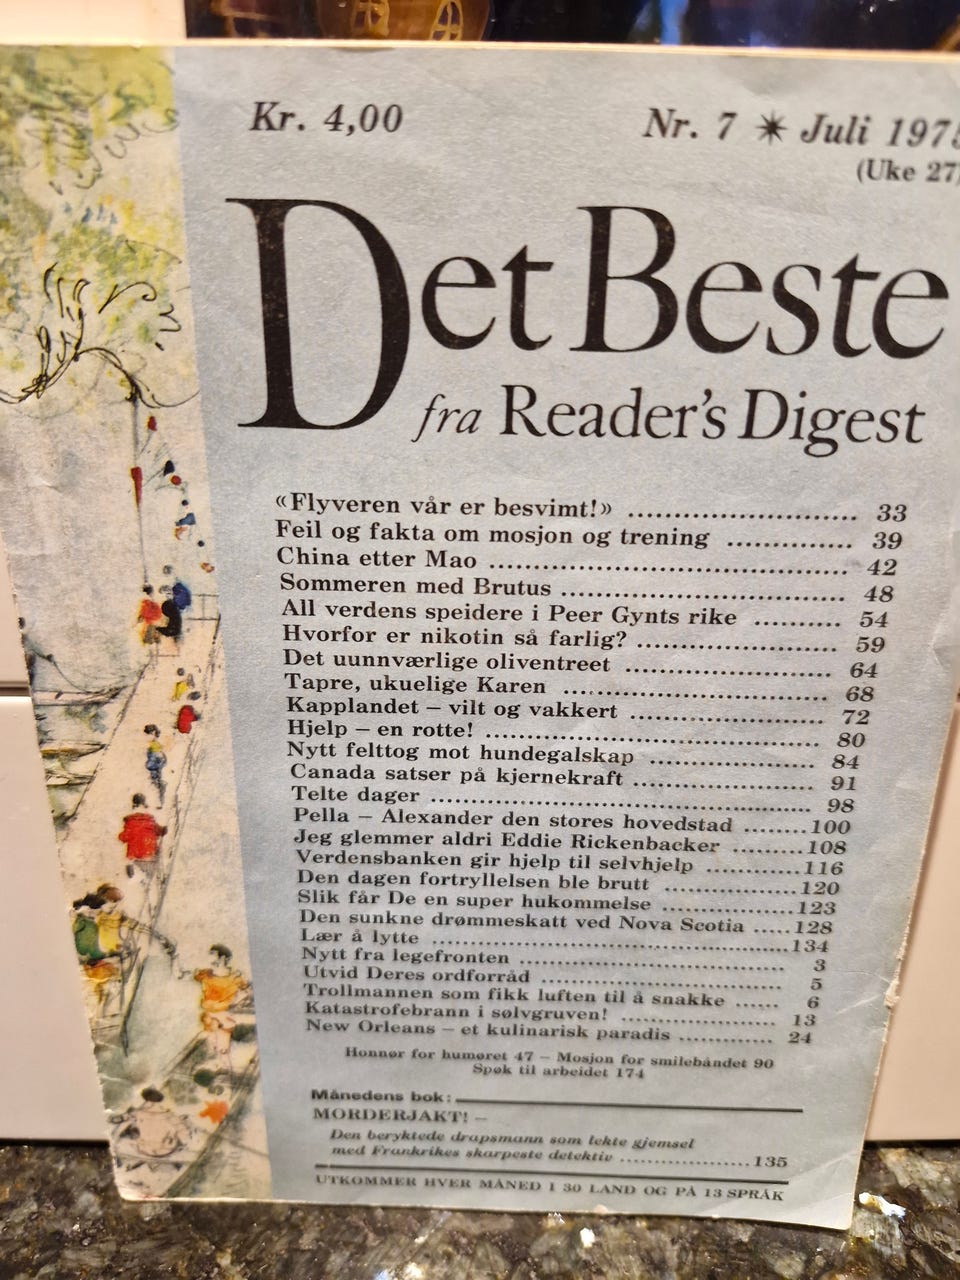 Kr. 4,00
Nr. 7 ✷ Juli 1975
(Uke 27)
Det Beste
fra Reader's Digest
«Flyveren vår er besvimt!» ........................ 33
Feil og fakta om mosjon og trening ............. 39
China etter Mao ..................................... 42
Sommeren med Brutus ............................. 48
All verdens speidere i Peer Gynts rike .......... 54
Hvorfor er nikotin så farlig? ..................... 59
Det uunnværlige oliventreet ...................... 64
Tapre, ukuelige Karen ............................. 68
Kapplandet – vilt og vakkert ..................... 72
Hjelp – en rotte! .................................... 80
Nytt felttog mot hundegalskap .................. 84
Canada satser på kjernekraft ..................... 91
Telte dager .......................................... 98
Pella – Alexander den stores hovedstad ........100
Jeg glemmer aldri Eddie Rickenbacker .........108
Verdensbanken gir hjelp til selvhjelp ............116
Den dagen fortryllelsen ble brutt ................120
Slik får De en super hukommelse ................123
Den sunkne drømmeskatt ved Nova Scotia .....128
Lær å lytte ..........................................134
Nytt fra legefronten ................................ 3
Utvid Deres ordforråd ............................. 5
Trollmannen som fikk luften til å snakke ...... 6
Katastrofebrann i sølvgruven! .................... 13
New Orleans – et kulinarisk paradis ............ 24
Honnør for humøret 47 – Mosjon for smilebåndet 90
Spøk til arbeidet 174
Månedens bok:
MORDERJAKT! –
Den beryktede drapsmann som lekte gjemsel
med Frankrikes skarpeste detektiv ..................135
UTKOMMER HVER MÅNED I 30 LAND OG PÅ 13 SPRÅK